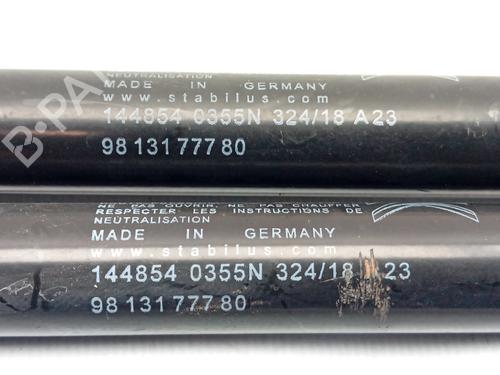 NEUTRALISATION
MADE IN GERMANY
www.stabilus.com
144854 0355N 324/18 A23
98 131 777 80
NE PAS OUVRIR. NE PAS CHAUFFER
RESPECTER LES INSTRUCTIONS DE
NEUTRALISATION
MADE IN GERMANY
www.stabilus.com
144854 0355N 324/18 A23
98 131 777 80
B-PARTS